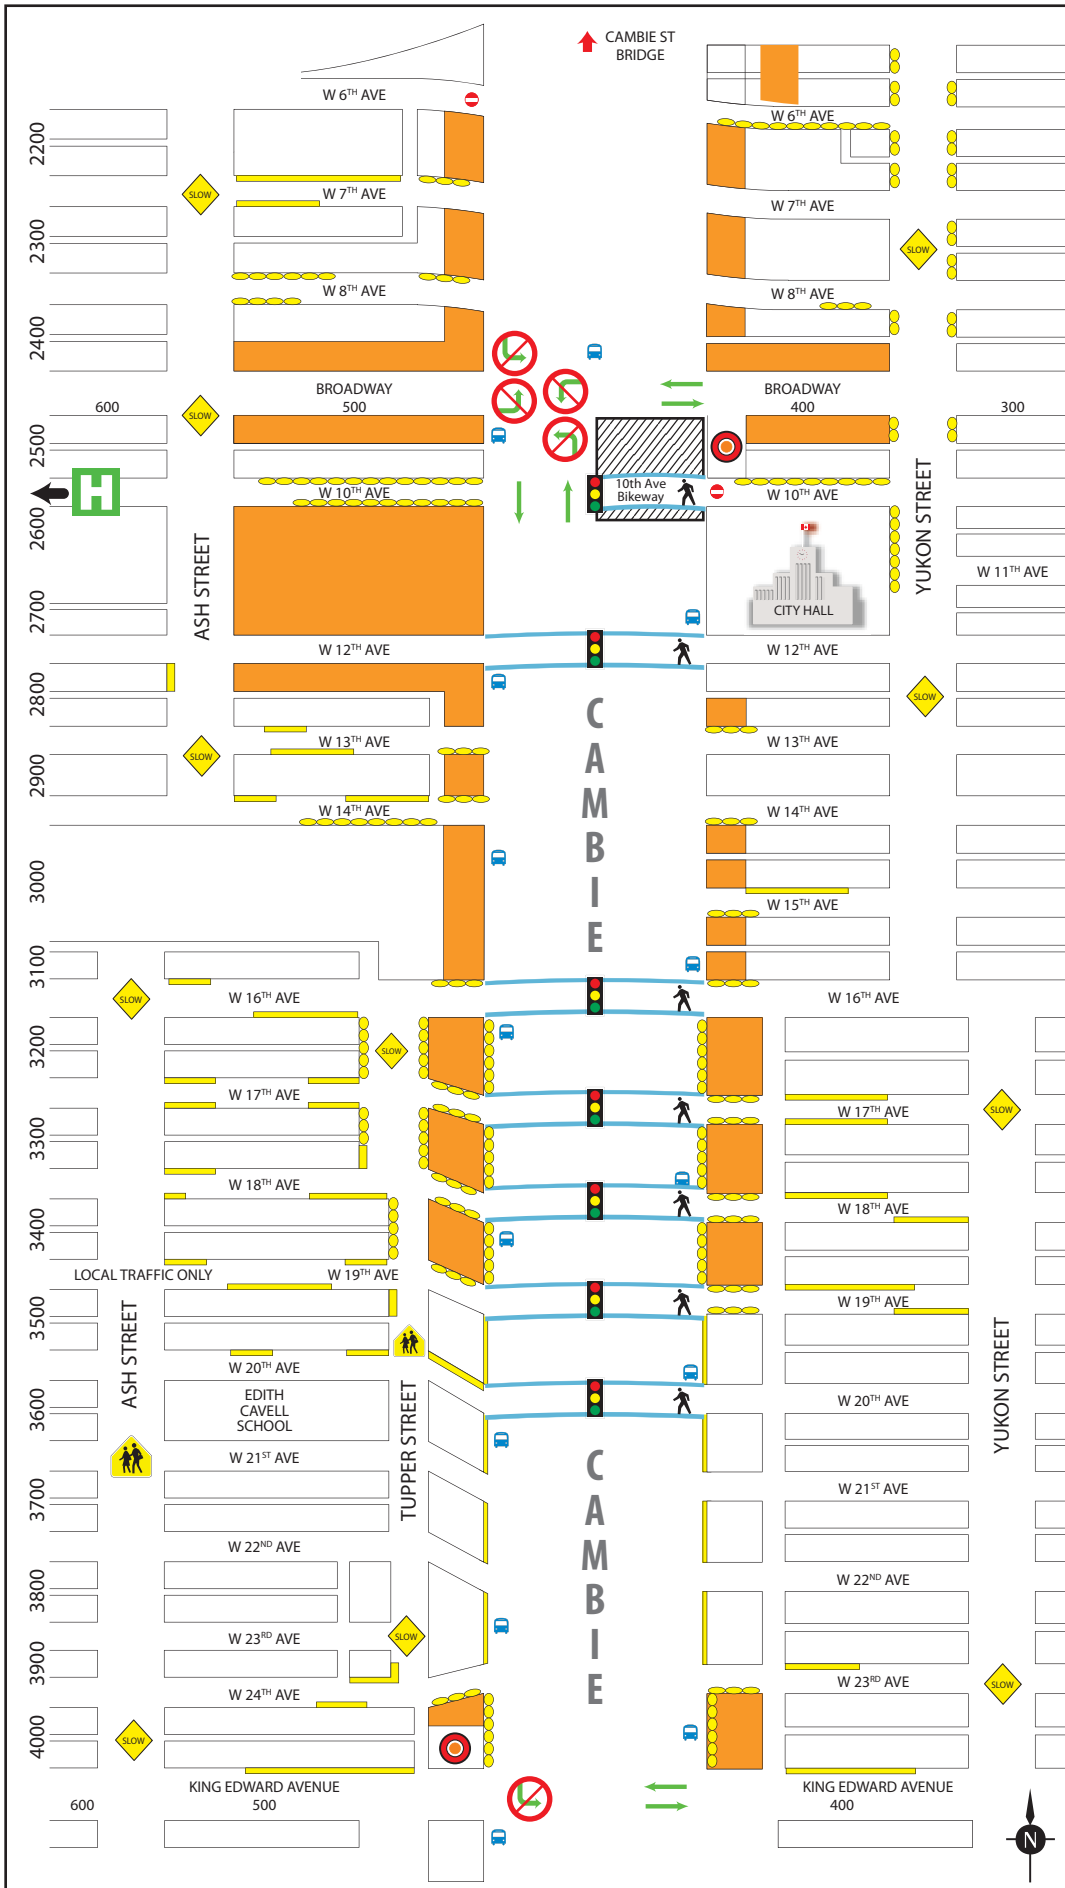 CAMBIE ST
BRIDGE
W 6TH AVE
W 6TH AVE
2200
SLOW
W 7TH AVE
W 7TH AVE
2300
SLOW
W 8TH AVE
W 8TH AVE
2400
BROADWAY
BROADWAY
600
500
400
300
SLOW
2500
H
W 10TH AVE
10th Ave
Bikeway
W 10TH AVE
2600
ASH STREET
YUKON STREET
W 11TH AVE
CITY HALL
2700
W 12TH AVE
W 12TH AVE
2800
SLOW
CAMBIE
W 13TH AVE
W 13TH AVE
SLOW
2900
W 14TH AVE
W 14TH AVE
3000
W 15TH AVE
3100
SLOW
W 16TH AVE
W 16TH AVE
3200
SLOW
W 17TH AVE
W 17TH AVE
SLOW
3300
W 18TH AVE
W 18TH AVE
3400
LOCAL TRAFFIC ONLY
W 19TH AVE
W 19TH AVE
3500
ASH STREET
YUKON STREET
W 20TH AVE
W 20TH AVE
3600
EDITH
CAVELL
SCHOOL
TUPPER STREET
W 21ST AVE
W 21ST AVE
3700
CAMBIE
W 22ND AVE
W 22ND AVE
3800
SLOW
W 23RD AVE
W 23RD AVE
3900
SLOW
W 24TH AVE
4000
SLOW
KING EDWARD AVENUE
KING EDWARD AVENUE
600
500
400
N